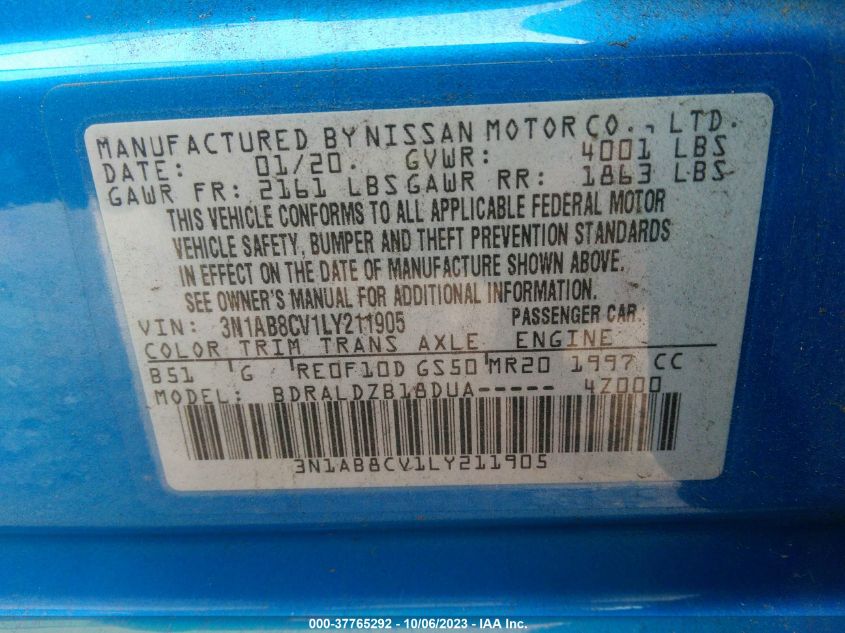 MANUFACTURED BY NISSAN MOTOR CO., LTD.
DATE: 01/20. GVWR: 4001 LBS
GAWR FR: 2161 LBS GAWR RR: 1863 LBS
THIS VEHICLE CONFORMS TO ALL APPLICABLE FEDERAL MOTOR
VEHICLE SAFETY, BUMPER AND THEFT PREVENTION STANDARDS
IN EFFECT ON THE DATE OF MANUFACTURE SHOWN ABOVE.
SEE OWNER'S MANUAL FOR ADDITIONAL INFORMATION.
VIN: 3N1AB8CV1LY211905 PASSENGER CAR
COLOR TRIM TRANS AXLE ENGINE
B51 G RE0F10D GS50 MR20 1997 CC
MODEL: BDRALDZB18DUA----- 4Z000
3N1AB8CV1LY211905
000-37765292 - 10/06/2023 - IAA Inc.